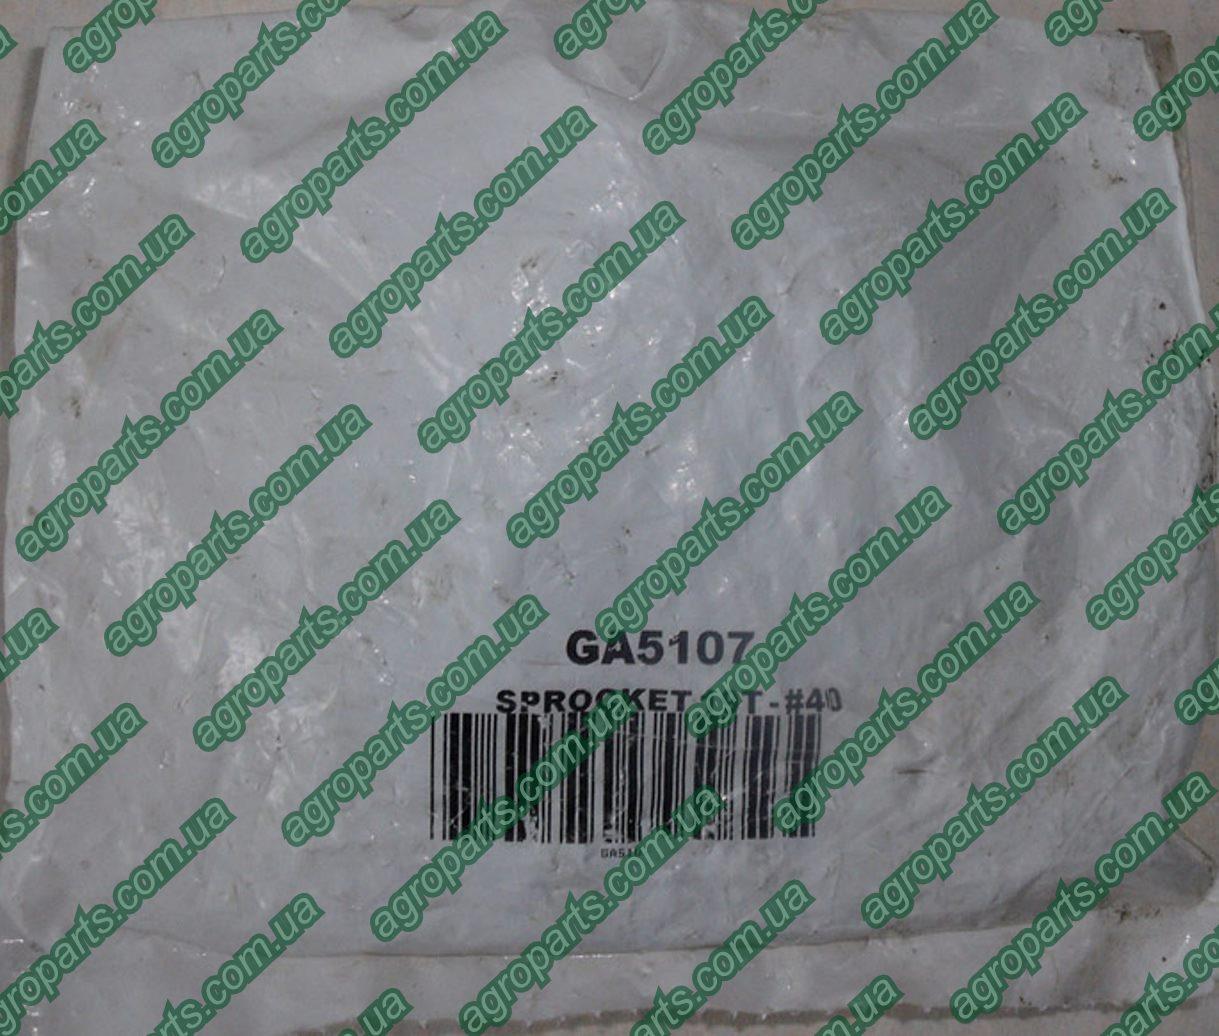 GA5107
SPROCKET - #40
agroparts.com.ua